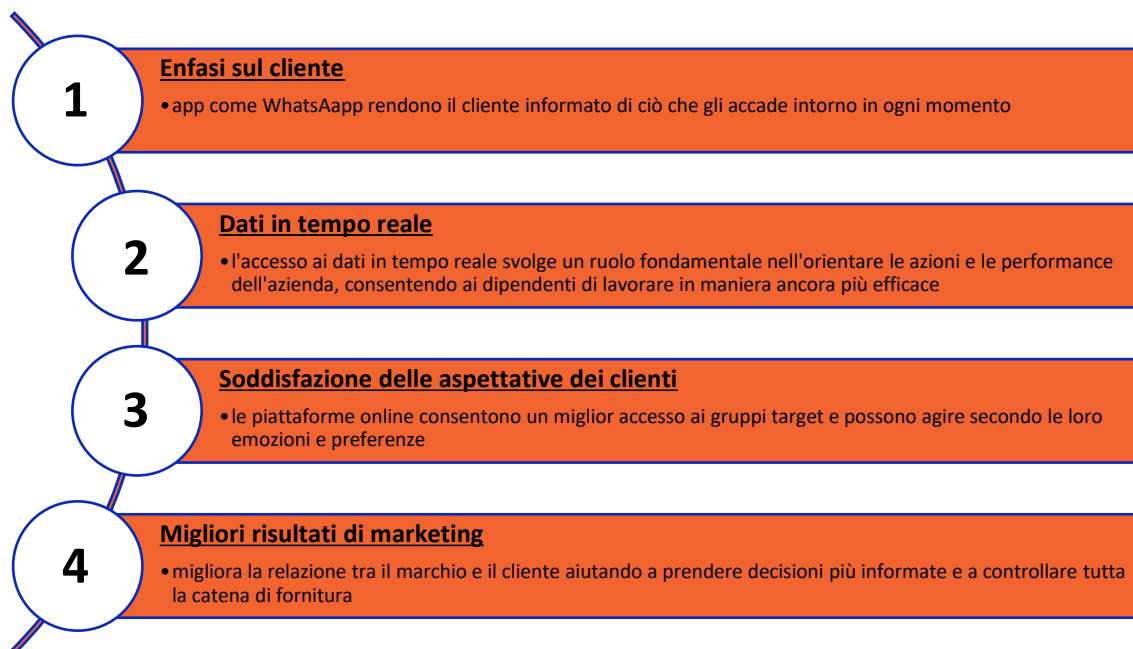 1
Enfasi sul cliente
•app come WhatsAapp rendono il cliente informato di ciò che gli accade intorno in ogni momento
2
Dati in tempo reale
•l'accesso ai dati in tempo reale svolge un ruolo fondamentale nell'orientare le azioni e le performance
dell'azienda, consentendo ai dipendenti di lavorare in maniera ancora più efficace
3
Soddisfazione delle aspettative dei clienti
•le piattaforme online consentono un miglior accesso ai gruppi target e possono agire secondo le loro
emozioni e preferenze
4
Migliori risultati di marketing
•migliora la relazione tra il marchio e il cliente aiutando a prendere decisioni più informate e a controllare tutta
la catena di fornitura